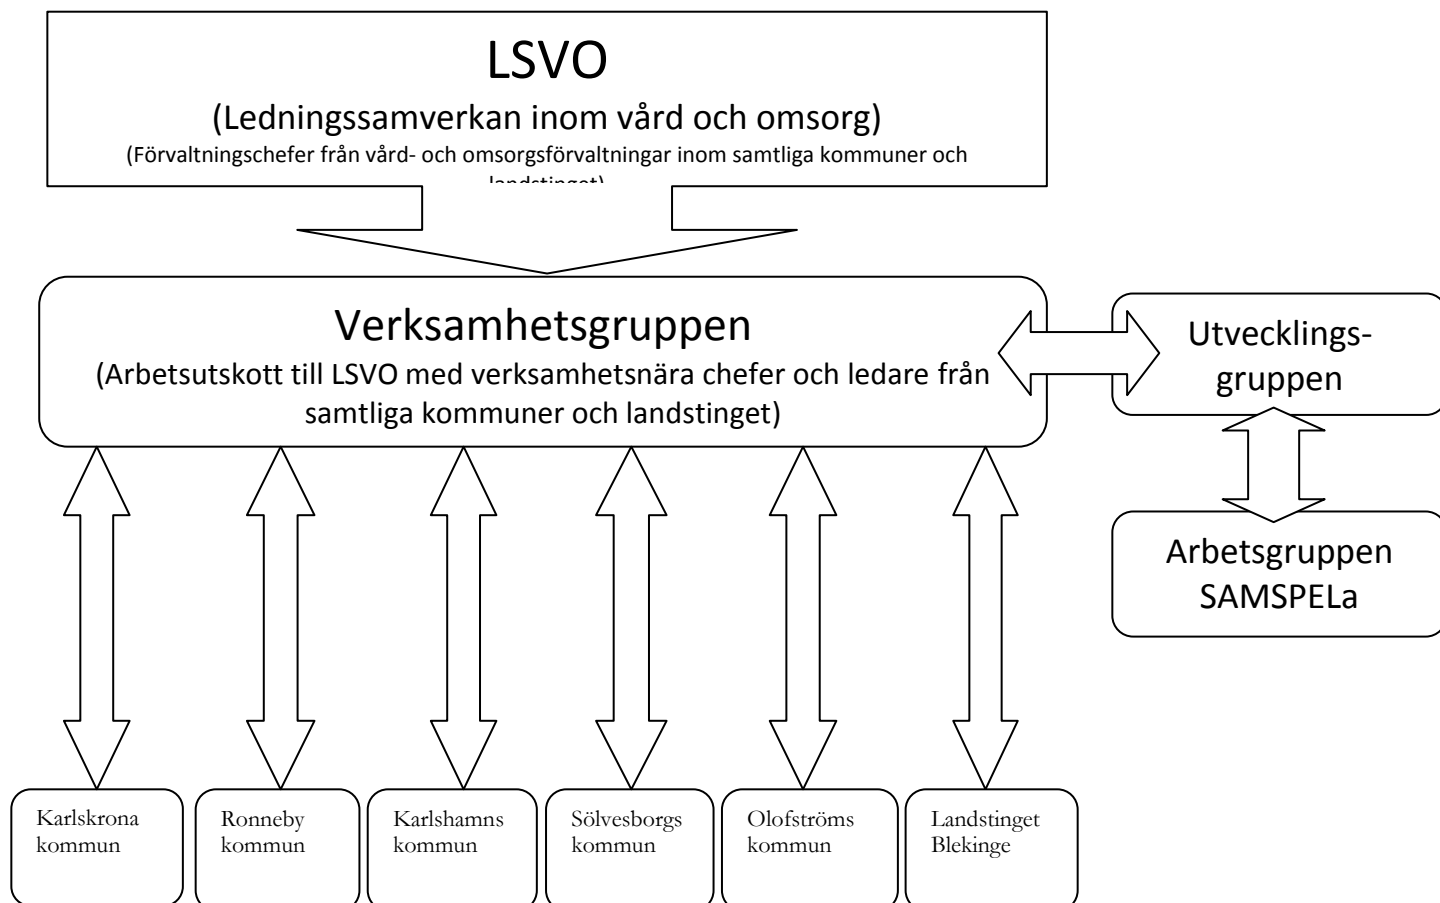 LSVO
(Ledningssamverkan inom vård och omsorg)
(Förvaltningschefer från vård- och omsorgsförvaltningar inom samtliga kommuner och
landstinget)
Verksamhetsgruppen
(Arbetsutskott till LSVO med verksamhetsnära chefer och ledare från
samtliga kommuner och landstinget)
Utvecklings-
gruppen
Arbetsgruppen
SAMSPELa
Karlskrona
kommun
Ronneby
kommun
Karlshamns
kommun
Sölvesborgs
kommun
Olofströms
kommun
Landstinget
Blekinge